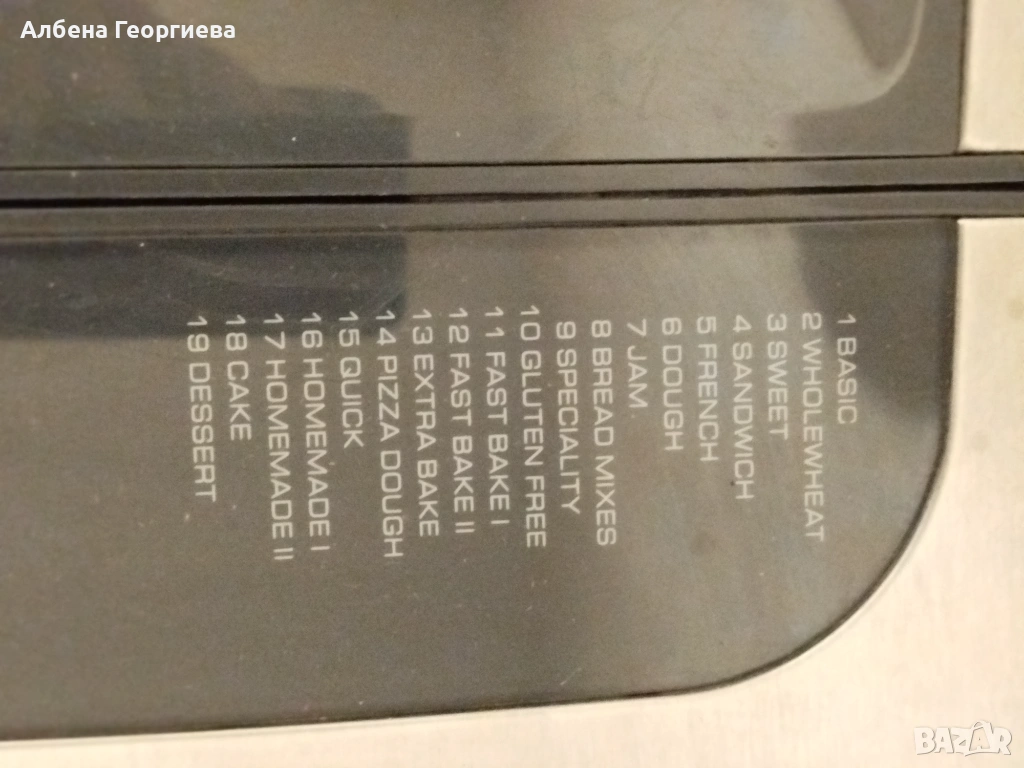 Албена Георгиева
1 BASIC
2 WHOLEWHEAT
3 SWEET
4 SANDWICH
5 FRENCH
6 DOUGH
7 JAM
8 BREAD MIXES
9 SPECIALITY
10 GLUTEN FREE
11 FAST BAKE I
12 FAST BAKE II
13 EXTRA BAKE
14 PIZZA DOUGH
15 QUICK
16 HOMEMADE I
17 HOMEMADE II
18 CAKE
19 DESSERT
BAZAR